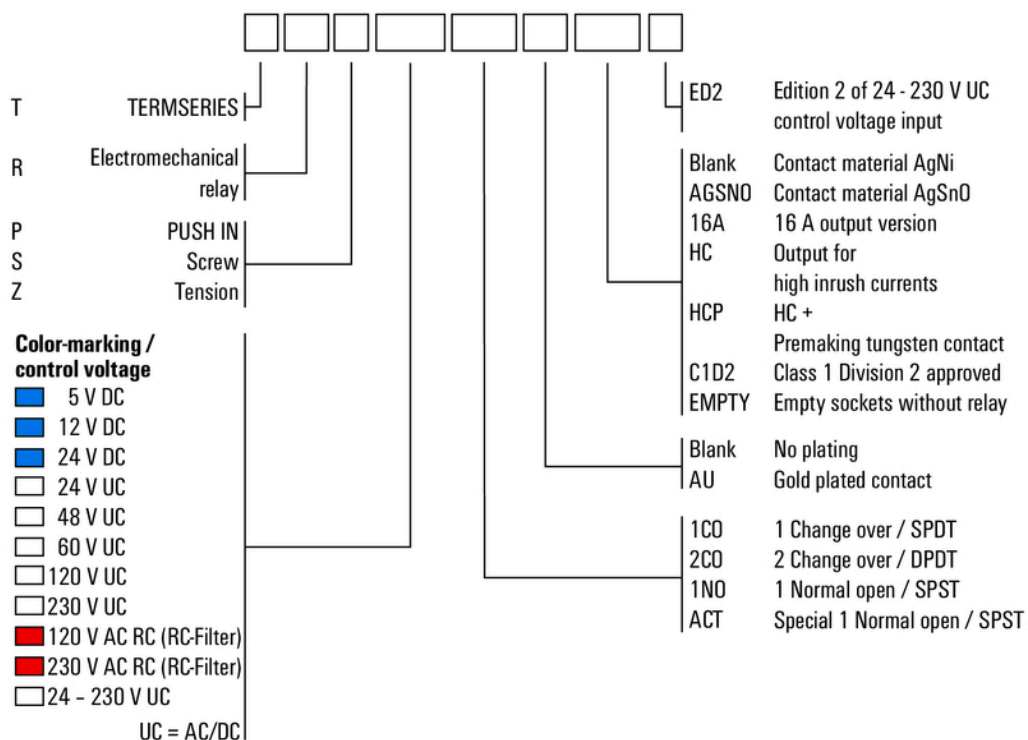 T TERMSERIES
R Electromechanical
relay
P PUSH IN
S Screw
Z Tension
Color-marking /
control voltage
5 V DC
12 V DC
24 V DC
24 V UC
48 V UC
60 V UC
120 V UC
230 V UC
120 V AC RC (RC-Filter)
230 V AC RC (RC-Filter)
24 – 230 V UC
UC = AC/DC
ED2 Edition 2 of 24 - 230 V UC
control voltage input
Blank Contact material AgNi
AGSNO Contact material AgSnO
16A 16 A output version
HC Output for
high inrush currents
HCP HC +
Premaking tungsten contact
C1D2 Class 1 Division 2 approved
EMPTY Empty sockets without relay
Blank No plating
AU Gold plated contact
1CO 1 Change over / SPDT
2CO 2 Change over / DPDT
1NO 1 Normal open / SPST
ACT Special 1 Normal open / SPST